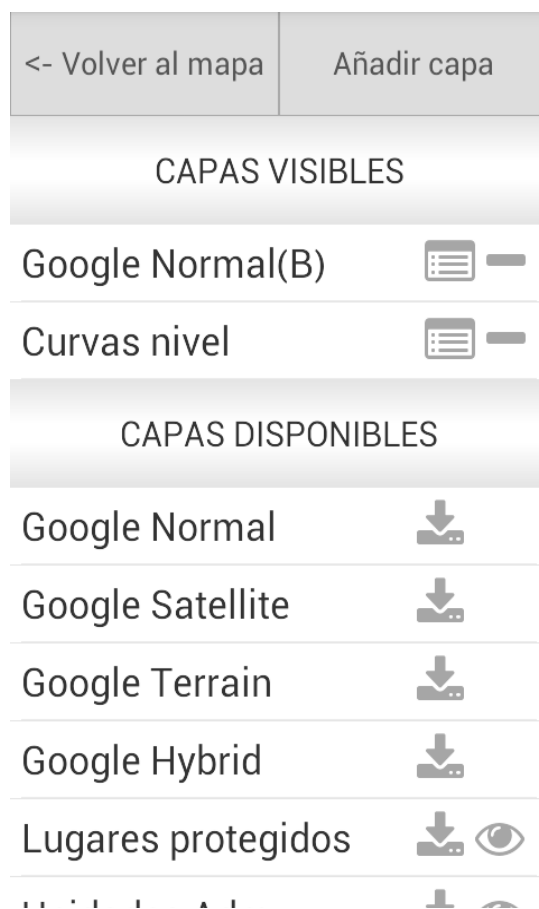 <- Volver al mapa
Añadir capa
CAPAS VISIBLES
Google Normal(B)
Curvas nivel
CAPAS DISPONIBLES
Google Normal
Google Satellite
Google Terrain
Google Hybrid
Lugares protegidos